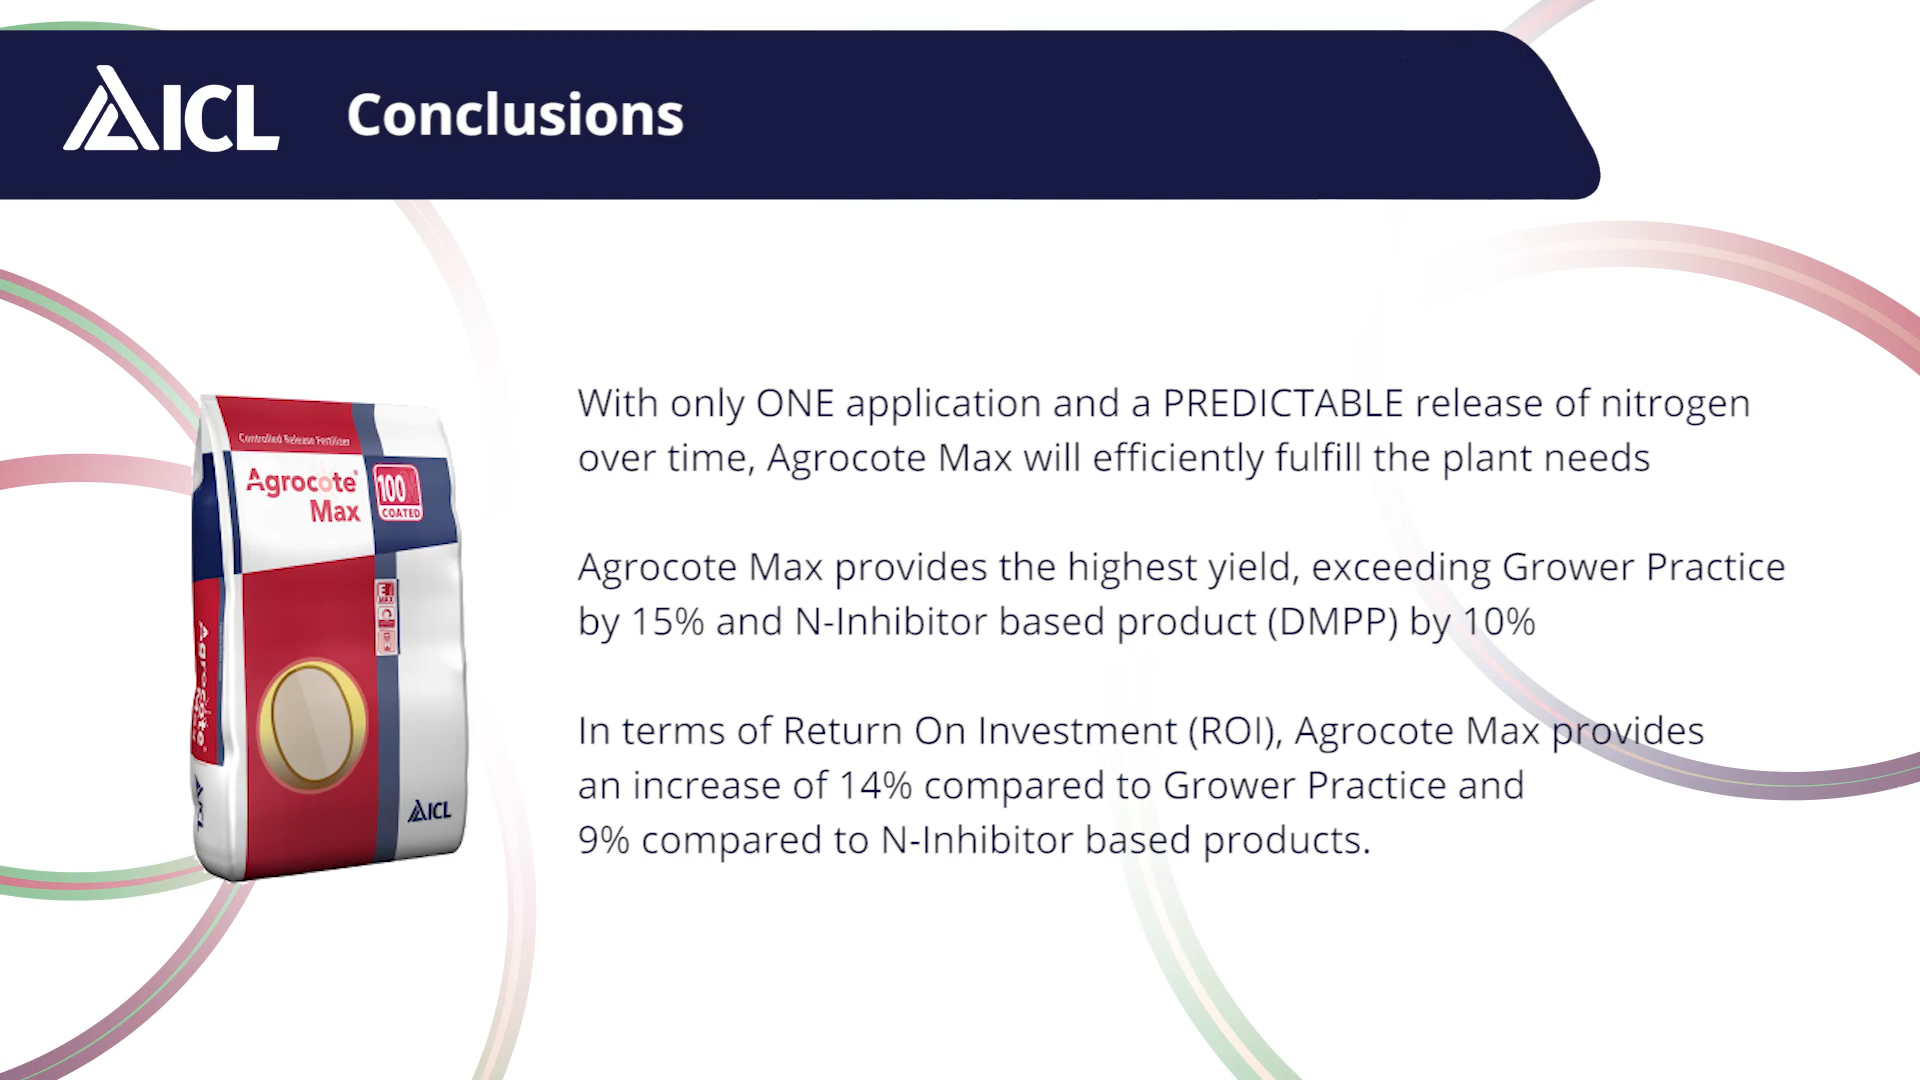 ICL
Conclusions
With only ONE application and a PREDICTABLE release of nitrogen
over time, Agrocote Max will efficiently fulfill the plant needs
Agrocote Max provides the highest yield, exceeding Grower Practice
by 15% and N-Inhibitor based product (DMPP) by 10%
In terms of Return On Investment (ROI), Agrocote Max provides
an increase of 14% compared to Grower Practice and
9% compared to N-Inhibitor based products.
Controlled Release Fertilizer
Agrocote®
Max
100
COATED
Agrocote®
ICL
ICL